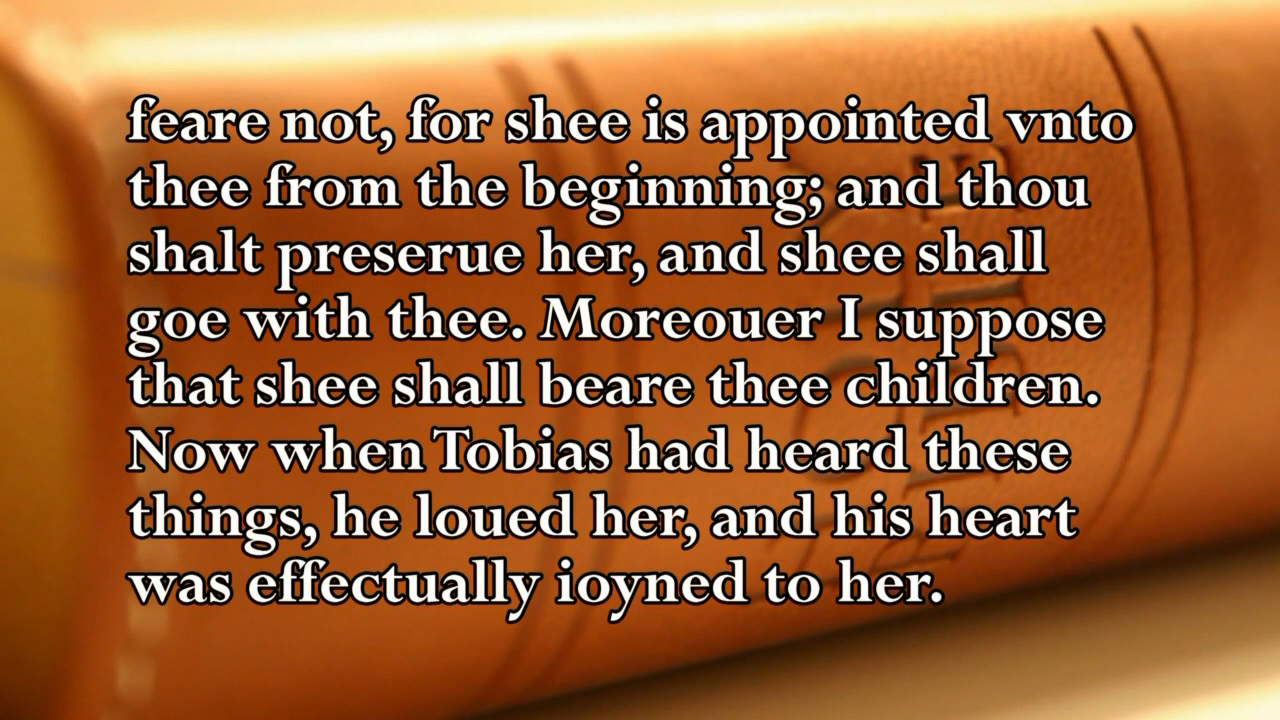 feare not, for shee is appointed vnto
thee from the beginning; and thou
shalt preserue her, and shee shall
goe with thee. Moreouer I suppose
that shee shall beare thee children.
Now when Tobias had heard these
things, he loued her, and his heart
was effectually ioyned to her.